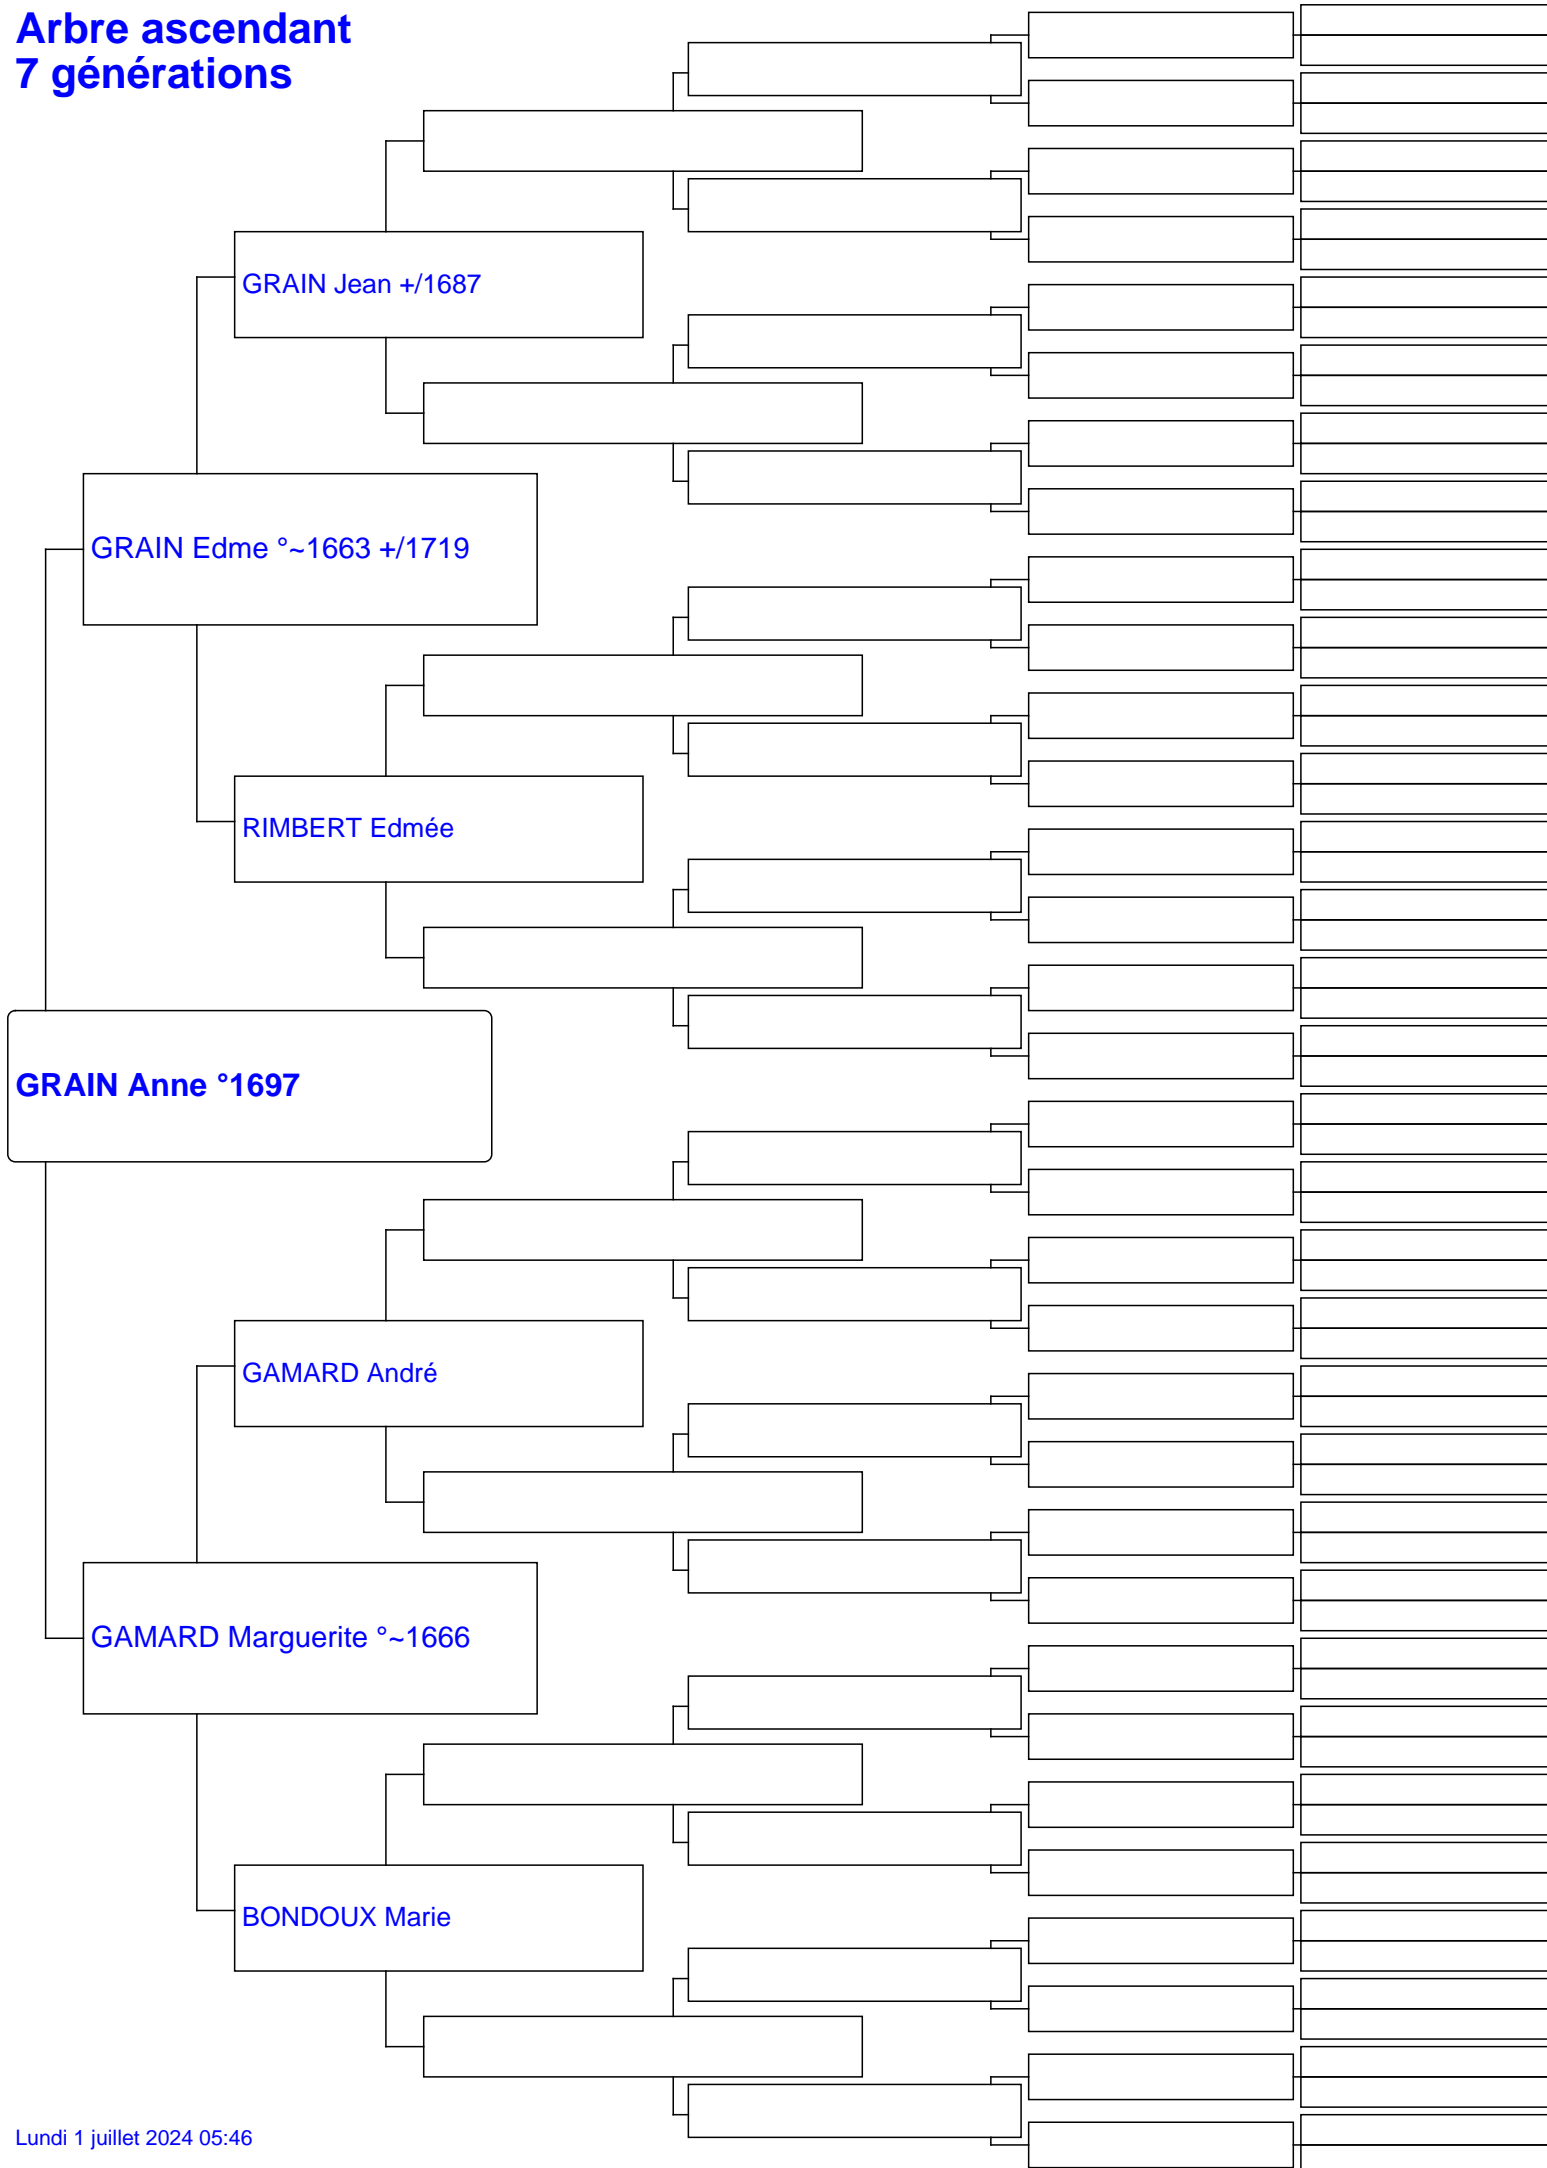 Arbre ascendant
7 générations
GRAIN Jean +/1687
GRAIN Edme °~1663 +/1719
RIMBERT Edmée
GRAIN Anne °1697
GAMARD André
GAMARD Marguerite °~1666
BONDOUX Marie
Lundi 1 juillet 2024 05:46